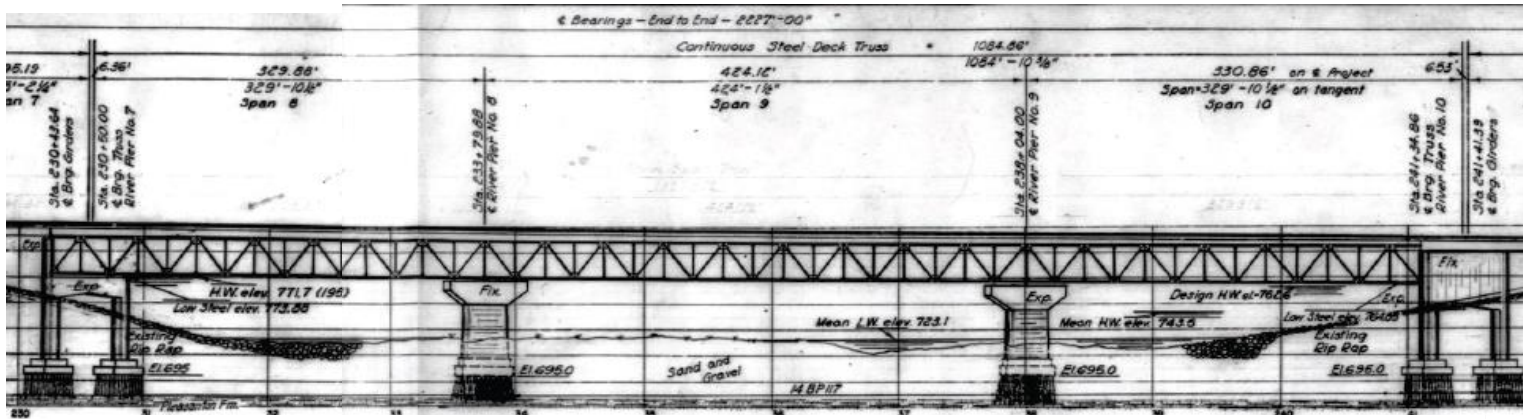 ℄ Bearings - End to End - 2227'-00"
Continuous Steel Deck Truss = 1084.86'
1084'-10⅜"
6.36'
329.88'
329'-10½"
Span 8
424.12'
424'-1½"
Span 9
330.86' on ℄ Project
Span=329'-10½" on tangent
Span 10
6.53'
an 7
Sta. 230+43.64
℄ Brg. Girders
Sta. 230+50.00
℄ Brg. Truss
River Pier No. 7
Sta. 233+79.88
℄ River Pier No. 8
Sta. 238+04.00
℄ River Pier No. 9
Sta. 241+34.86
℄ Brg. Truss
River Pier No. 10
Sta. 241+41.39
℄ Brg. Girders
Exp.
Exp.
H.W. elev. 771.7 (195)
Low Steel elev. 773.88
Fix.
Exp.
Design H.W. el.-762.6
Fix.
Exp.
Low Steel elev. 764.85
Mean L.W. elev. 723.1
Mean H.W. elev. 743.5
Existing
Rip Rap
Existing
Rip Rap
El.695
El.695.0
Sand and
Gravel
El.695.0
El.695.0
14 BP117
230
31
32
33
34
35
36
37
38
39
240